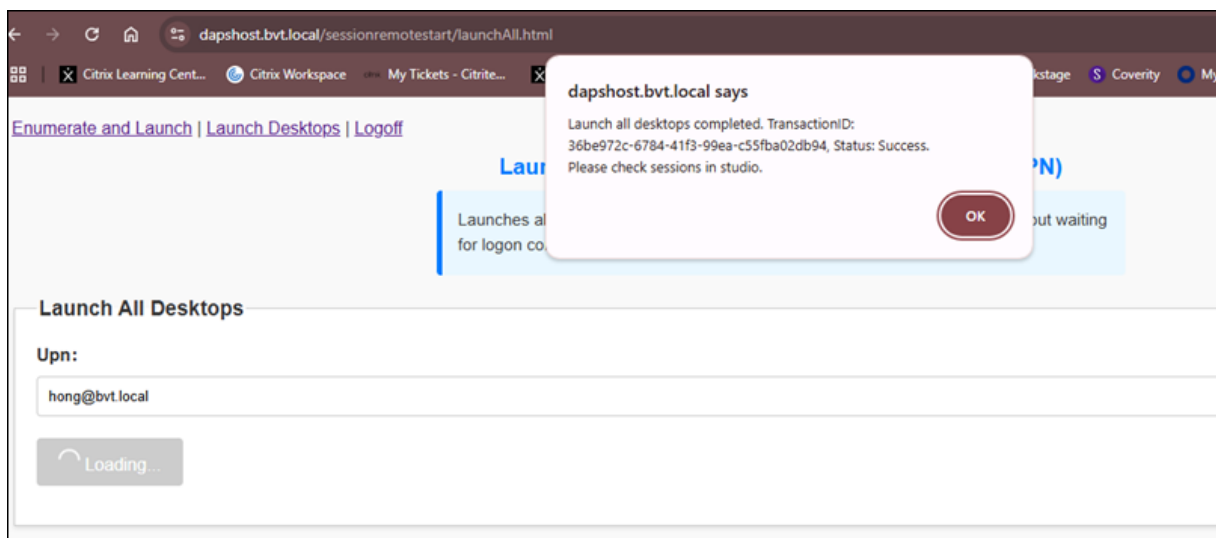 dapshost.bvt.local/sessionremotestart/launchAll.html
Citrix Learning Cent... Citrix Workspace My Tickets - Citrite... kstage Coverity My
dapshost.bvt.local says
Launch all desktops completed. TransactionID:
36be972c-6784-41f3-99ea-c55fba02db94, Status: Success.
Please check sessions in studio.
OK
Enumerate and Launch | Launch Desktops | Logoff
Laun PN)
Launches al out waiting
for logon co
Launch All Desktops
Upn:
hong@bvt.local
Loading...